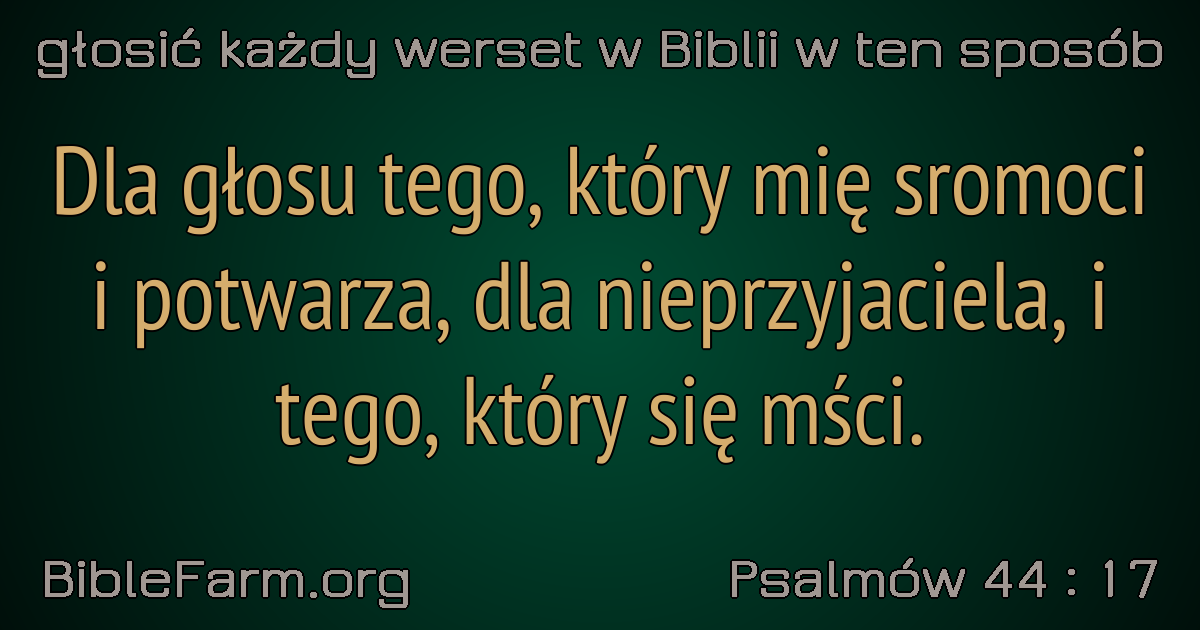 głosić każdy werset w Biblii w ten sposób
Dla głosu tego, który mię sromoci
i potwarza, dla nieprzyjaciela, i
tego, który się mści.
BibleFarm.org
Psalmów 44 : 17